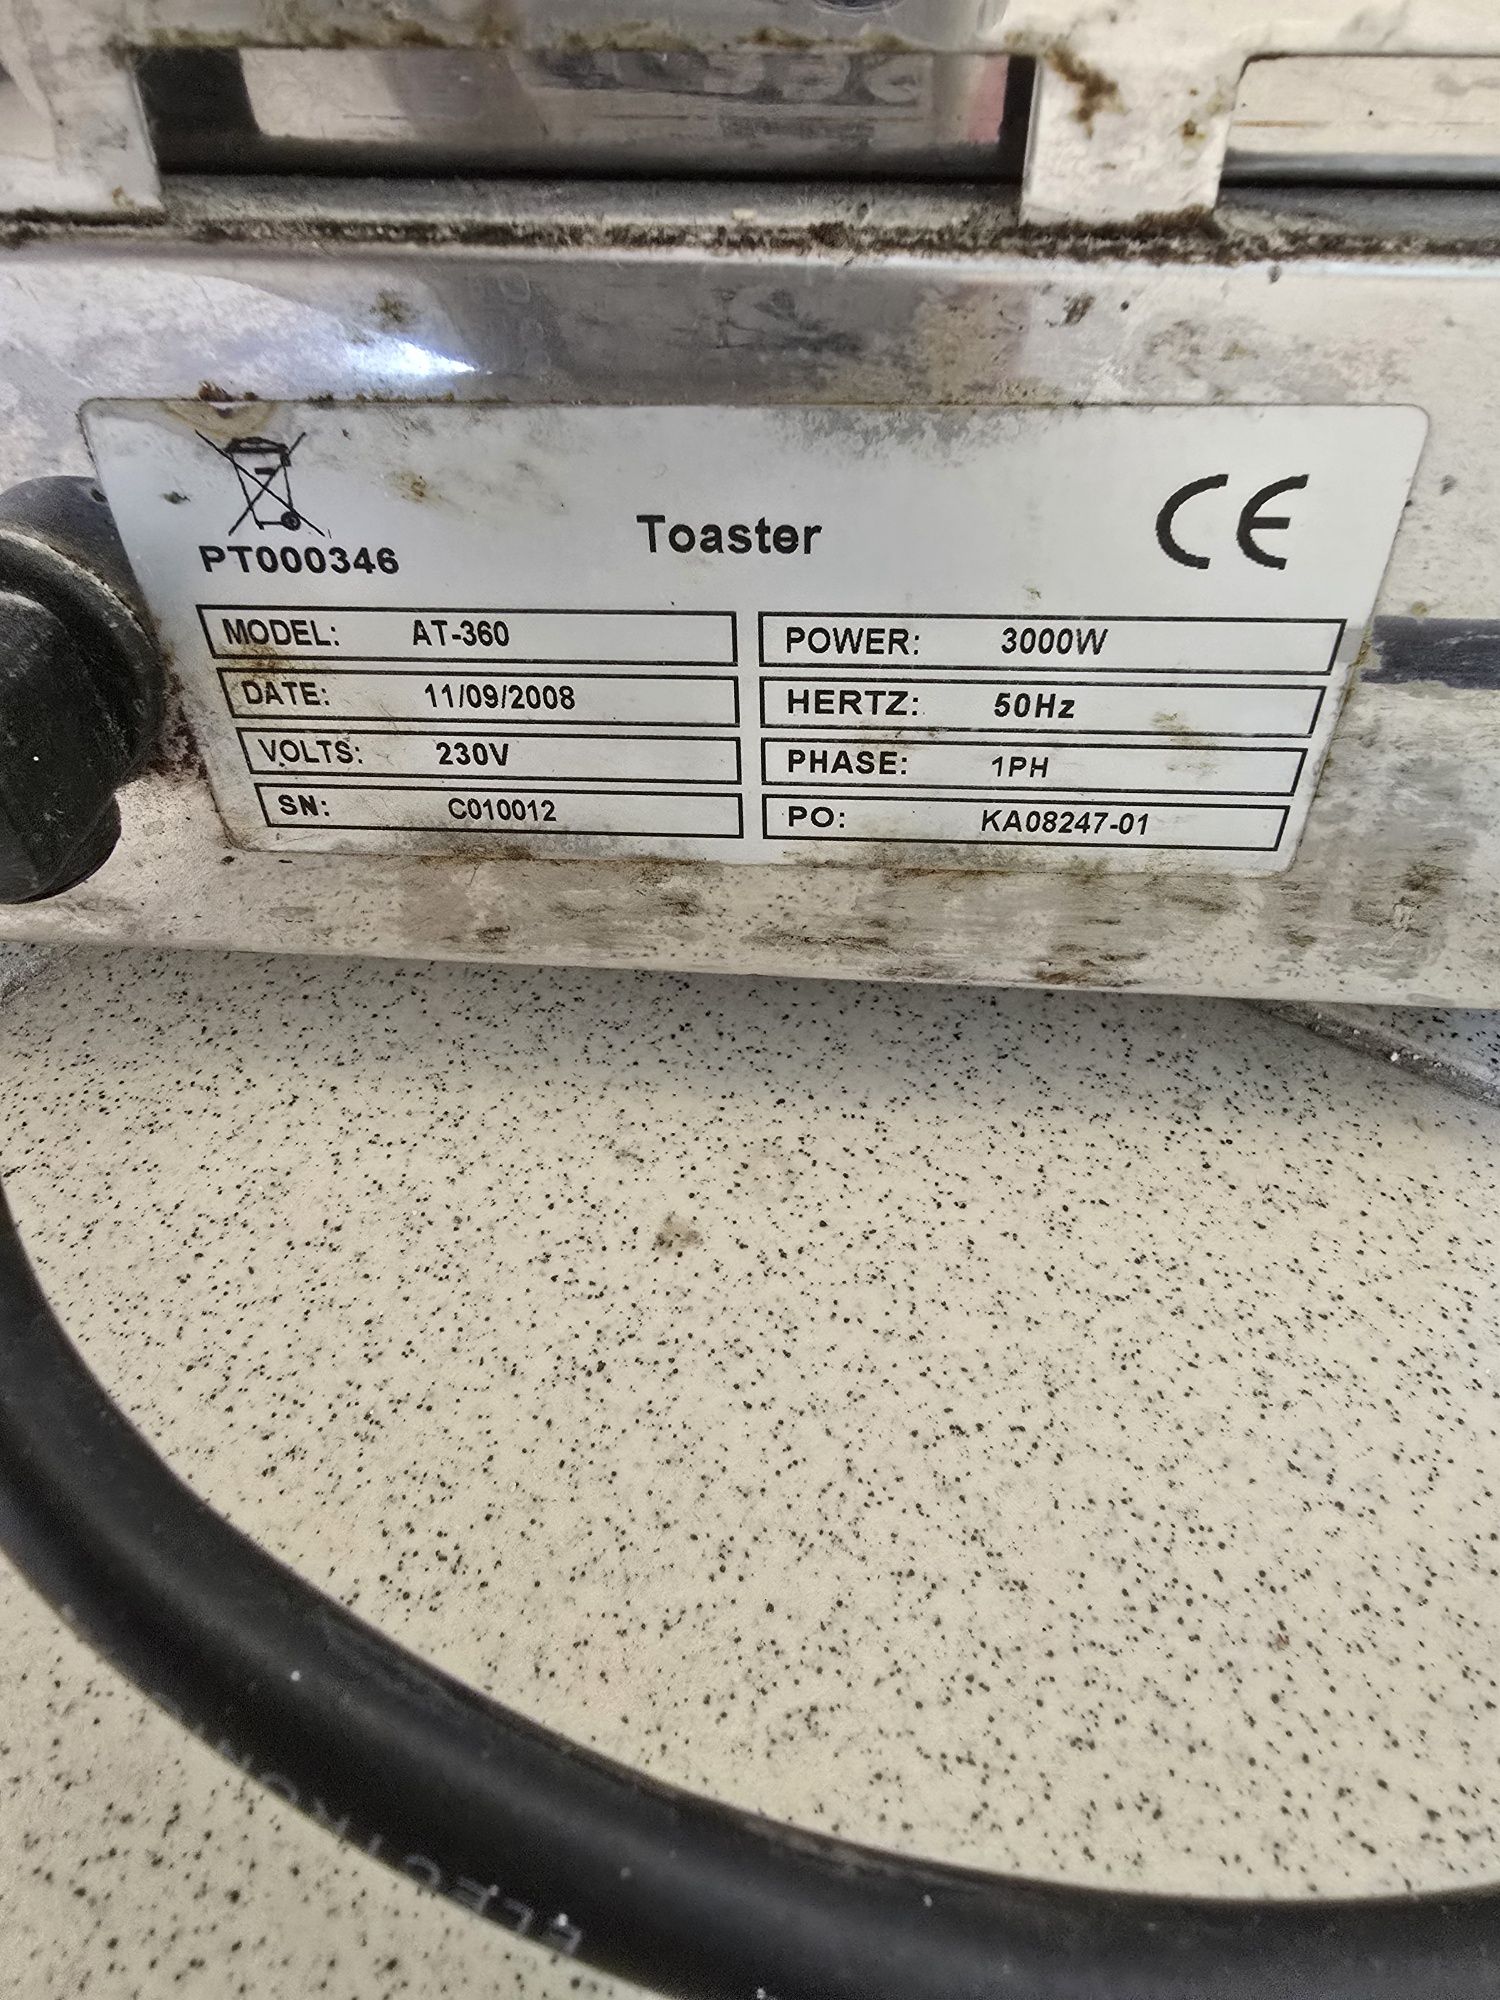 PT000346
Toaster
CE
MODEL: AT-360
POWER: 3000W
DATE: 11/09/2008
HERTZ: 50Hz
VOLTS: 230V
PHASE: 1PH
SN: C010012
PO: KA08247-01